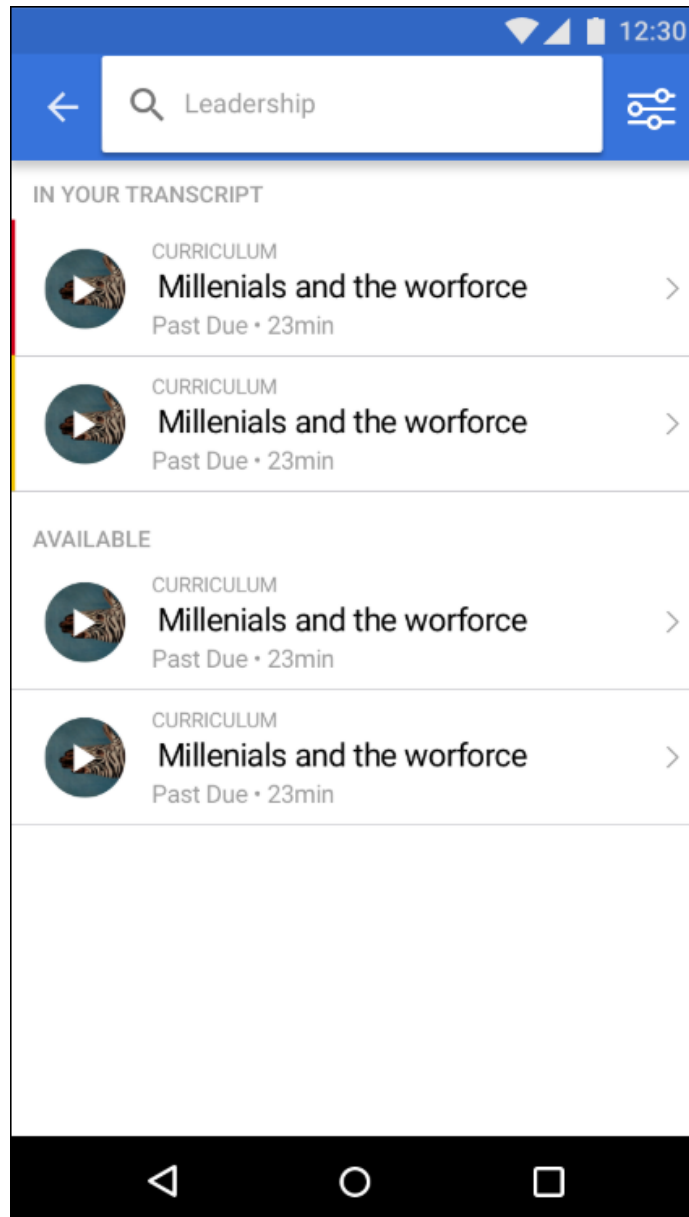 12:30
Leadership
IN YOUR TRANSCRIPT
CURRICULUM
Millenials and the worforce
Past Due • 23min
CURRICULUM
Millenials and the worforce
Past Due • 23min
AVAILABLE
CURRICULUM
Millenials and the worforce
Past Due • 23min
CURRICULUM
Millenials and the worforce
Past Due • 23min